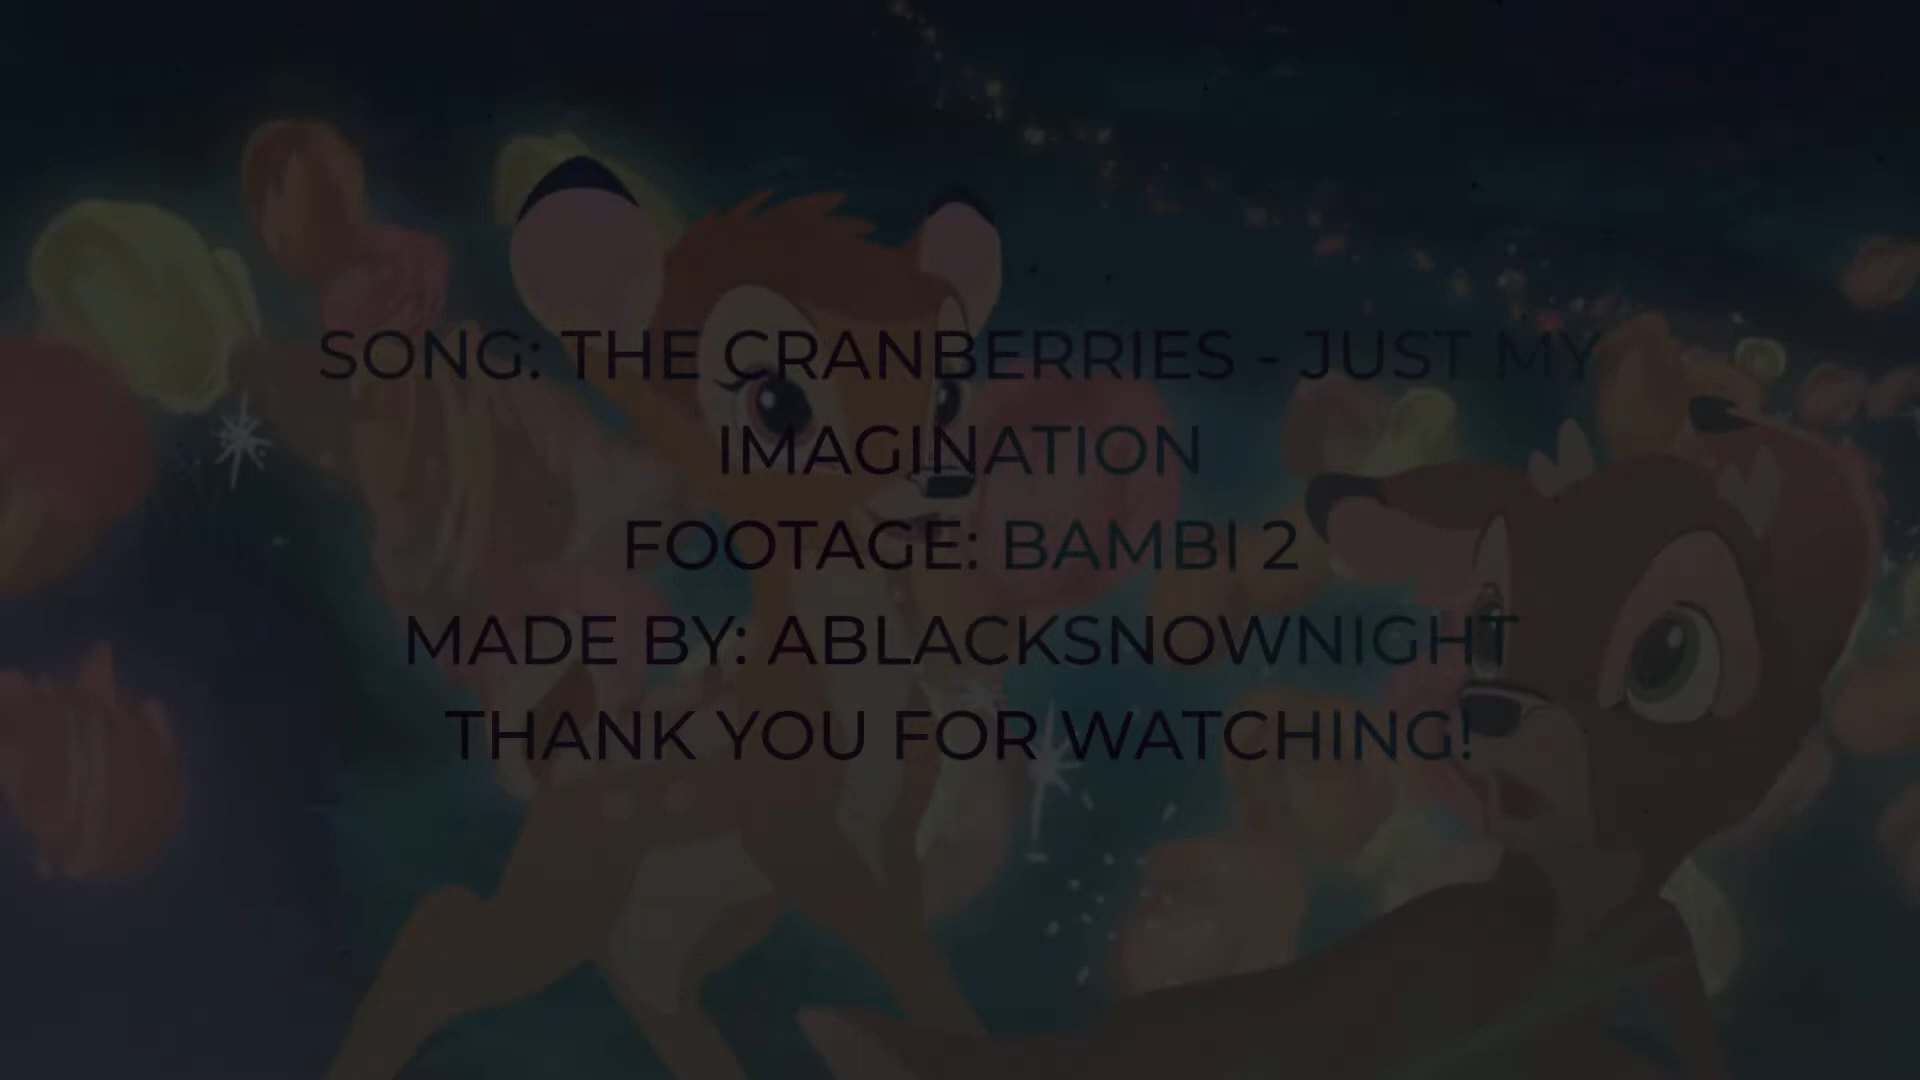 SONG: THE CRANBERRIES - JUST MY
IMAGINATION
FOOTAGE: BAMBI 2
MADE BY: ABLACKSNOWNIGHT
THANK YOU FOR WATCHING!